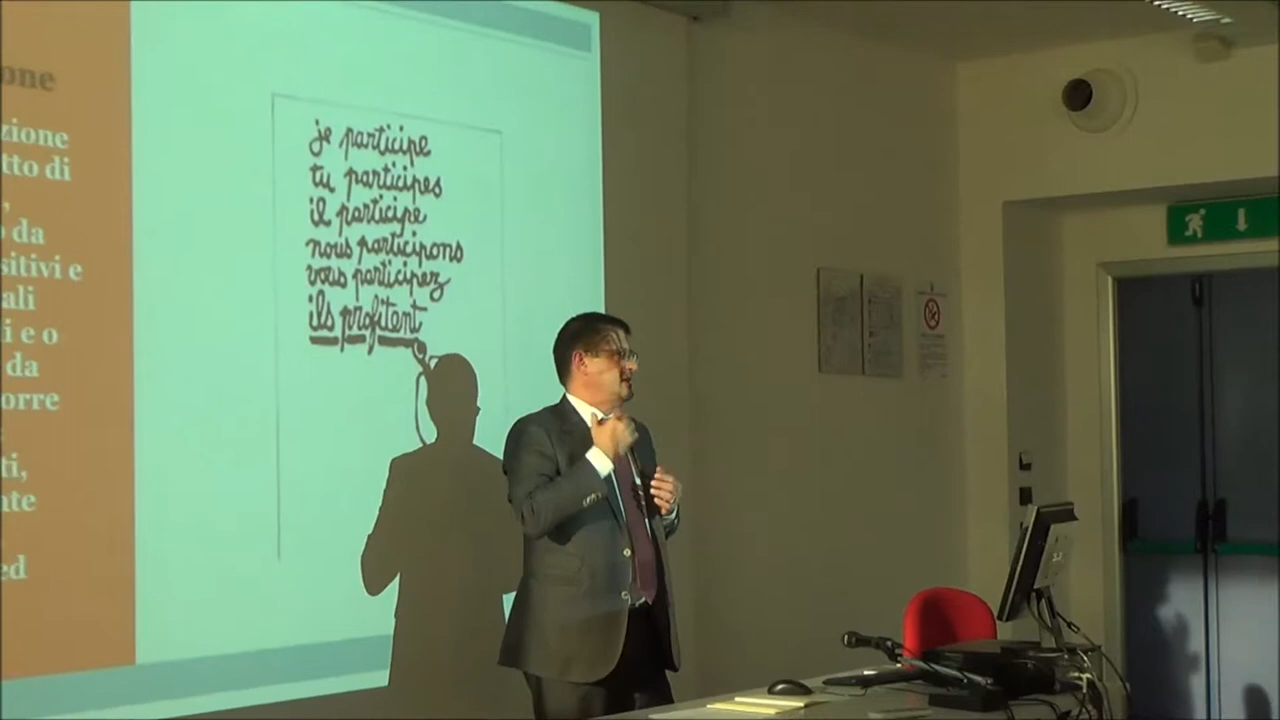 one
zione
tto di
,
o da
sitivi e
ali
i e o
da
orre
:
ti,
nte
ed
je participe
tu participes
il participe
nous participons
vous participez
ils profitent